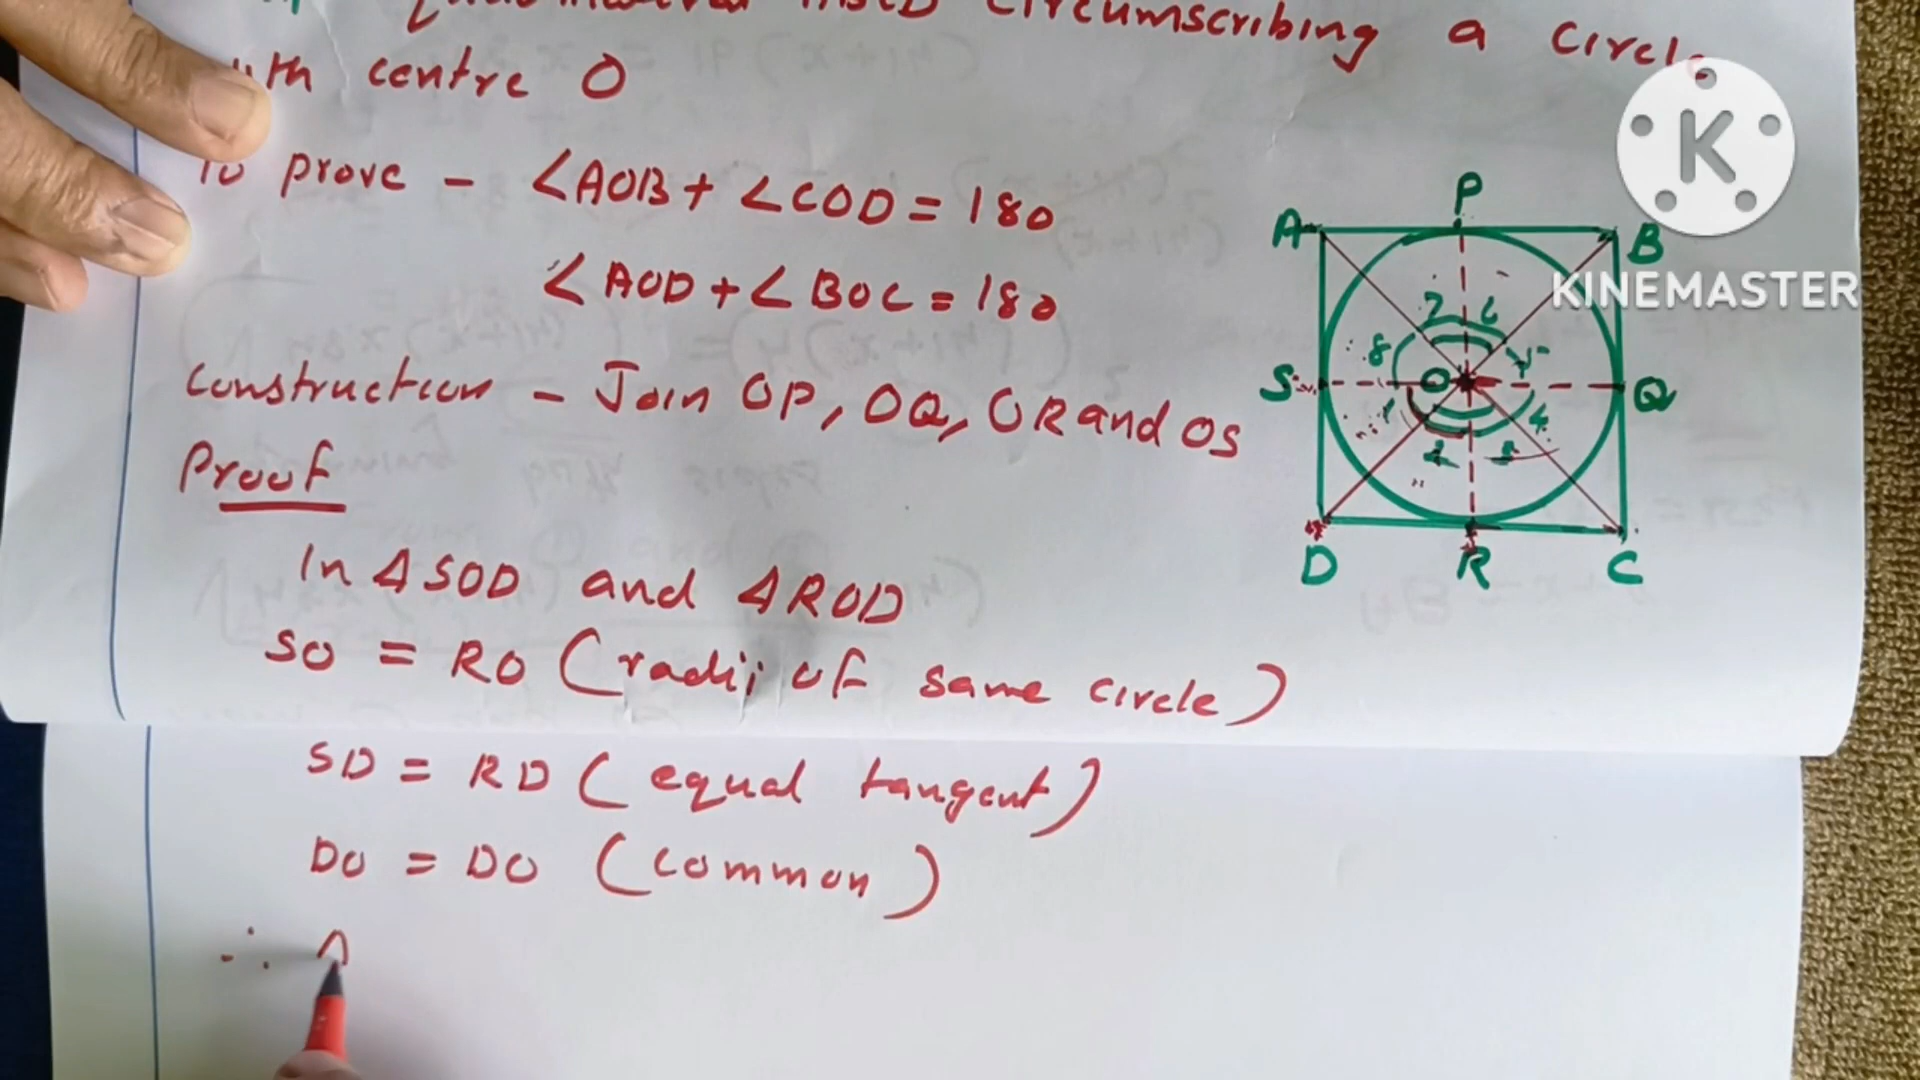 Circumscribing a circle
centre O
To prove - ∠AOB + ∠COD = 180
∠AOD + ∠BOC = 180
Construction - Join OP, OQ, OR and OS
Proof
In ΔSOD and ΔROD
SO = RO (radii of same circle)
SD = RD (equal tangent)
DO = DO (common)
∴ Δ
P
A
B
7 6
8 5
S O Q
1 4
2 3
D R C
K
KINEMASTER